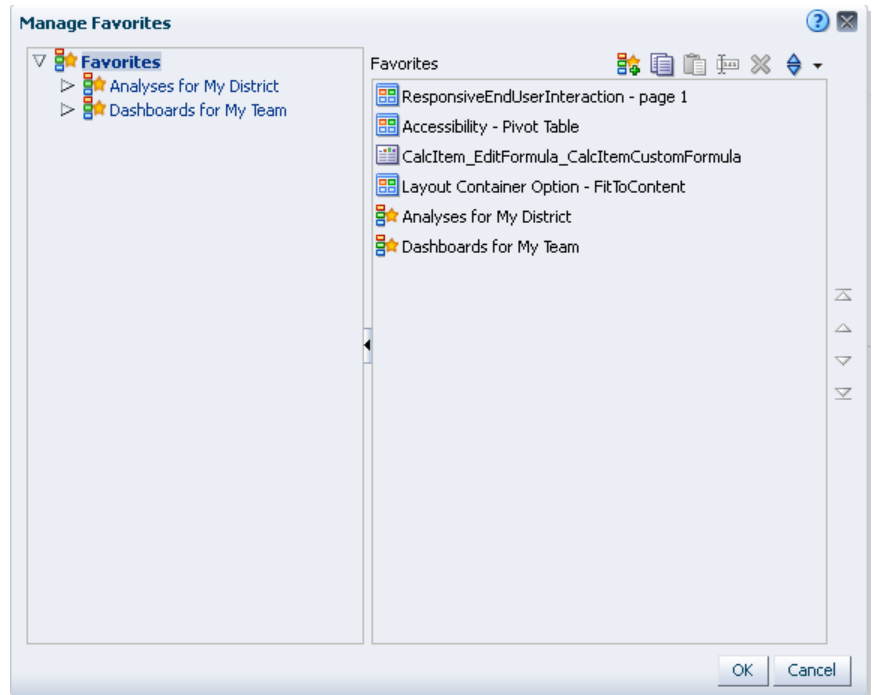 Manage Favorites
Favorites
Analyses for My District
Dashboards for My Team
Favorites
ResponsiveEndUserInteraction - page 1
Accessibility - Pivot Table
CalcItem_EditFormula_CalcItemCustomFormula
Layout Container Option - FitToContent
Analyses for My District
Dashboards for My Team
OK
Cancel